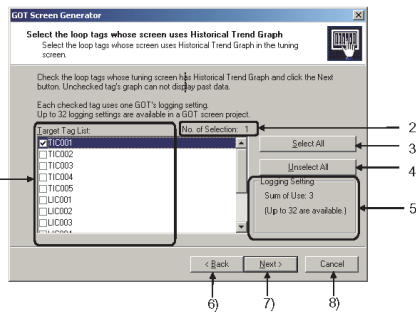 GOT Screen Generator
Select the loop tags whose screen uses Historical Trend Graph
Select the loop tags whose screen uses Historical Trend Graph in the tuning
screen.
Check the loop tags whose tuning screen has Historical Trend Graph and click the Next
button. Unchecked tag's graph can not display past data.
Each checked tag uses one GOT's logging setting.
Up to 32 logging settings are available in a GOT screen project.
Target Tag List:
No. of Selection: 1
2
TIC001
TIC002
TIC003
TIC004
TIC005
LIC001
LIC002
LIC003
LIC004
Select All
3
Unselect All
4
Logging Setting
Sum of Use: 3
(Up to 32 are available.)
5
< Back
Next >
Cancel
6)
7)
8)